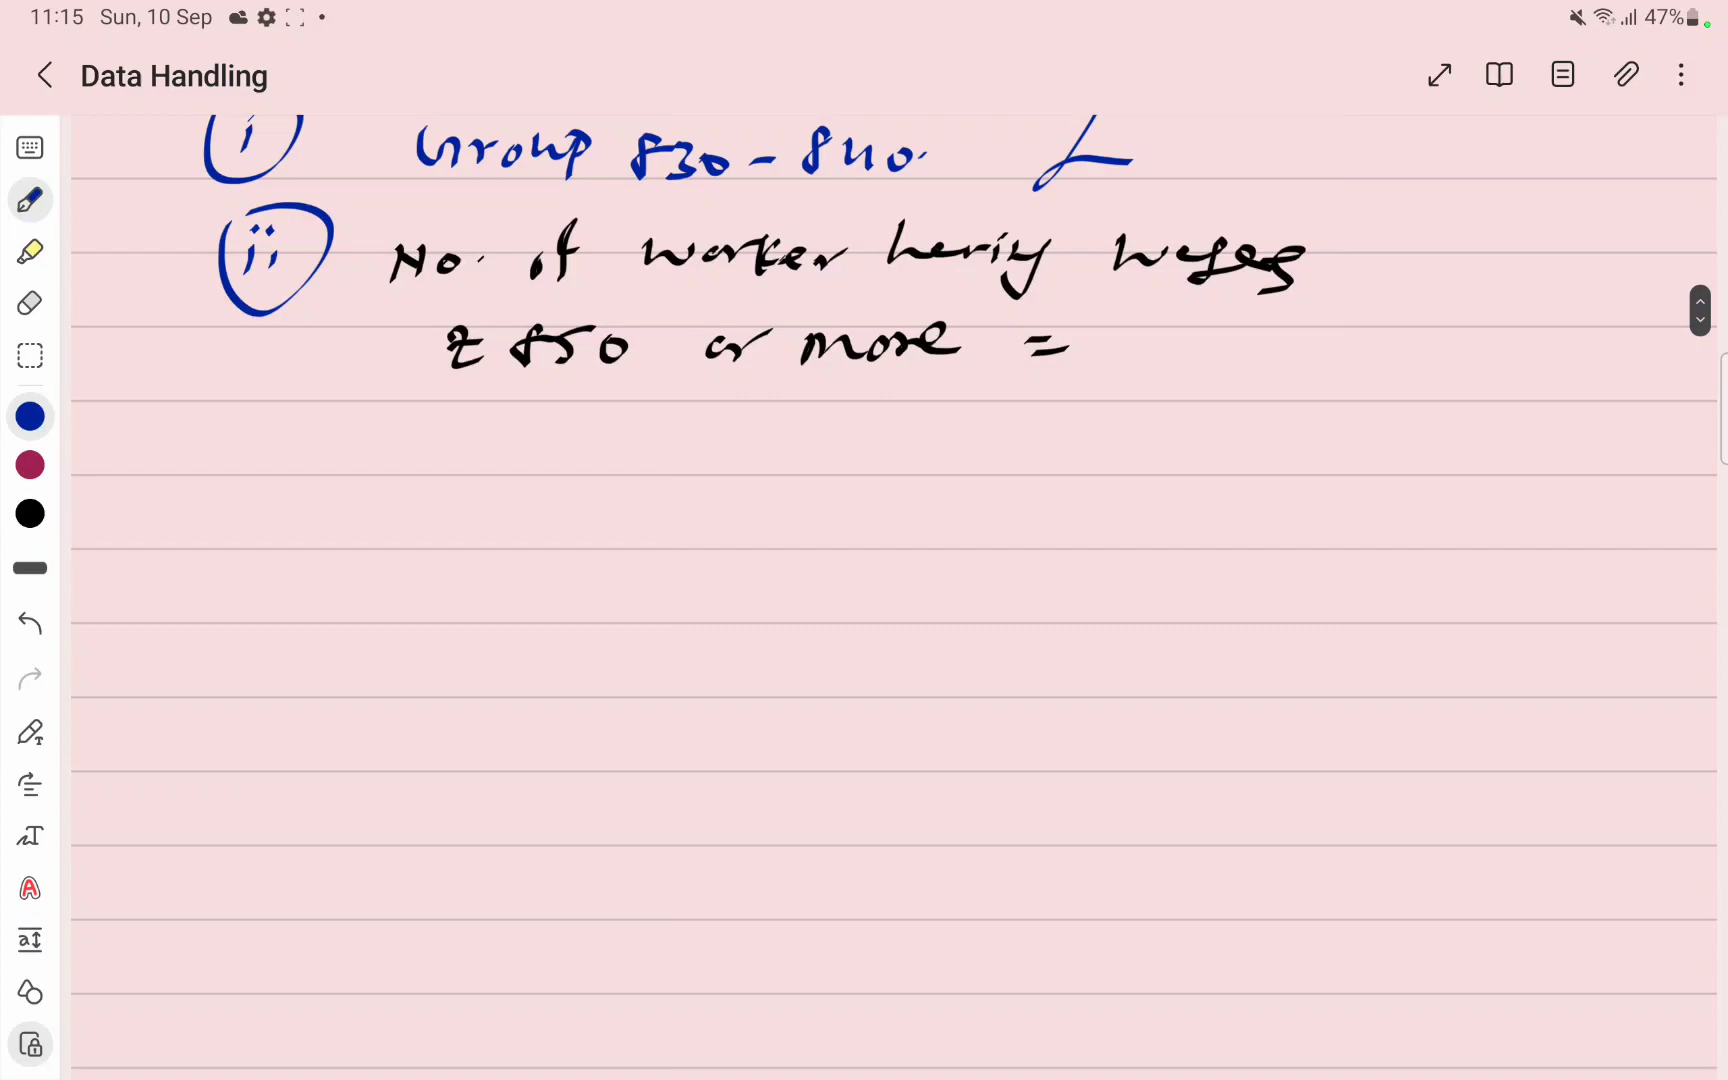 11:15 Sun, 10 Sep 47%
Data Handling
i Group 830-840.
ii No. of worker having wages
₹ 850 or more =